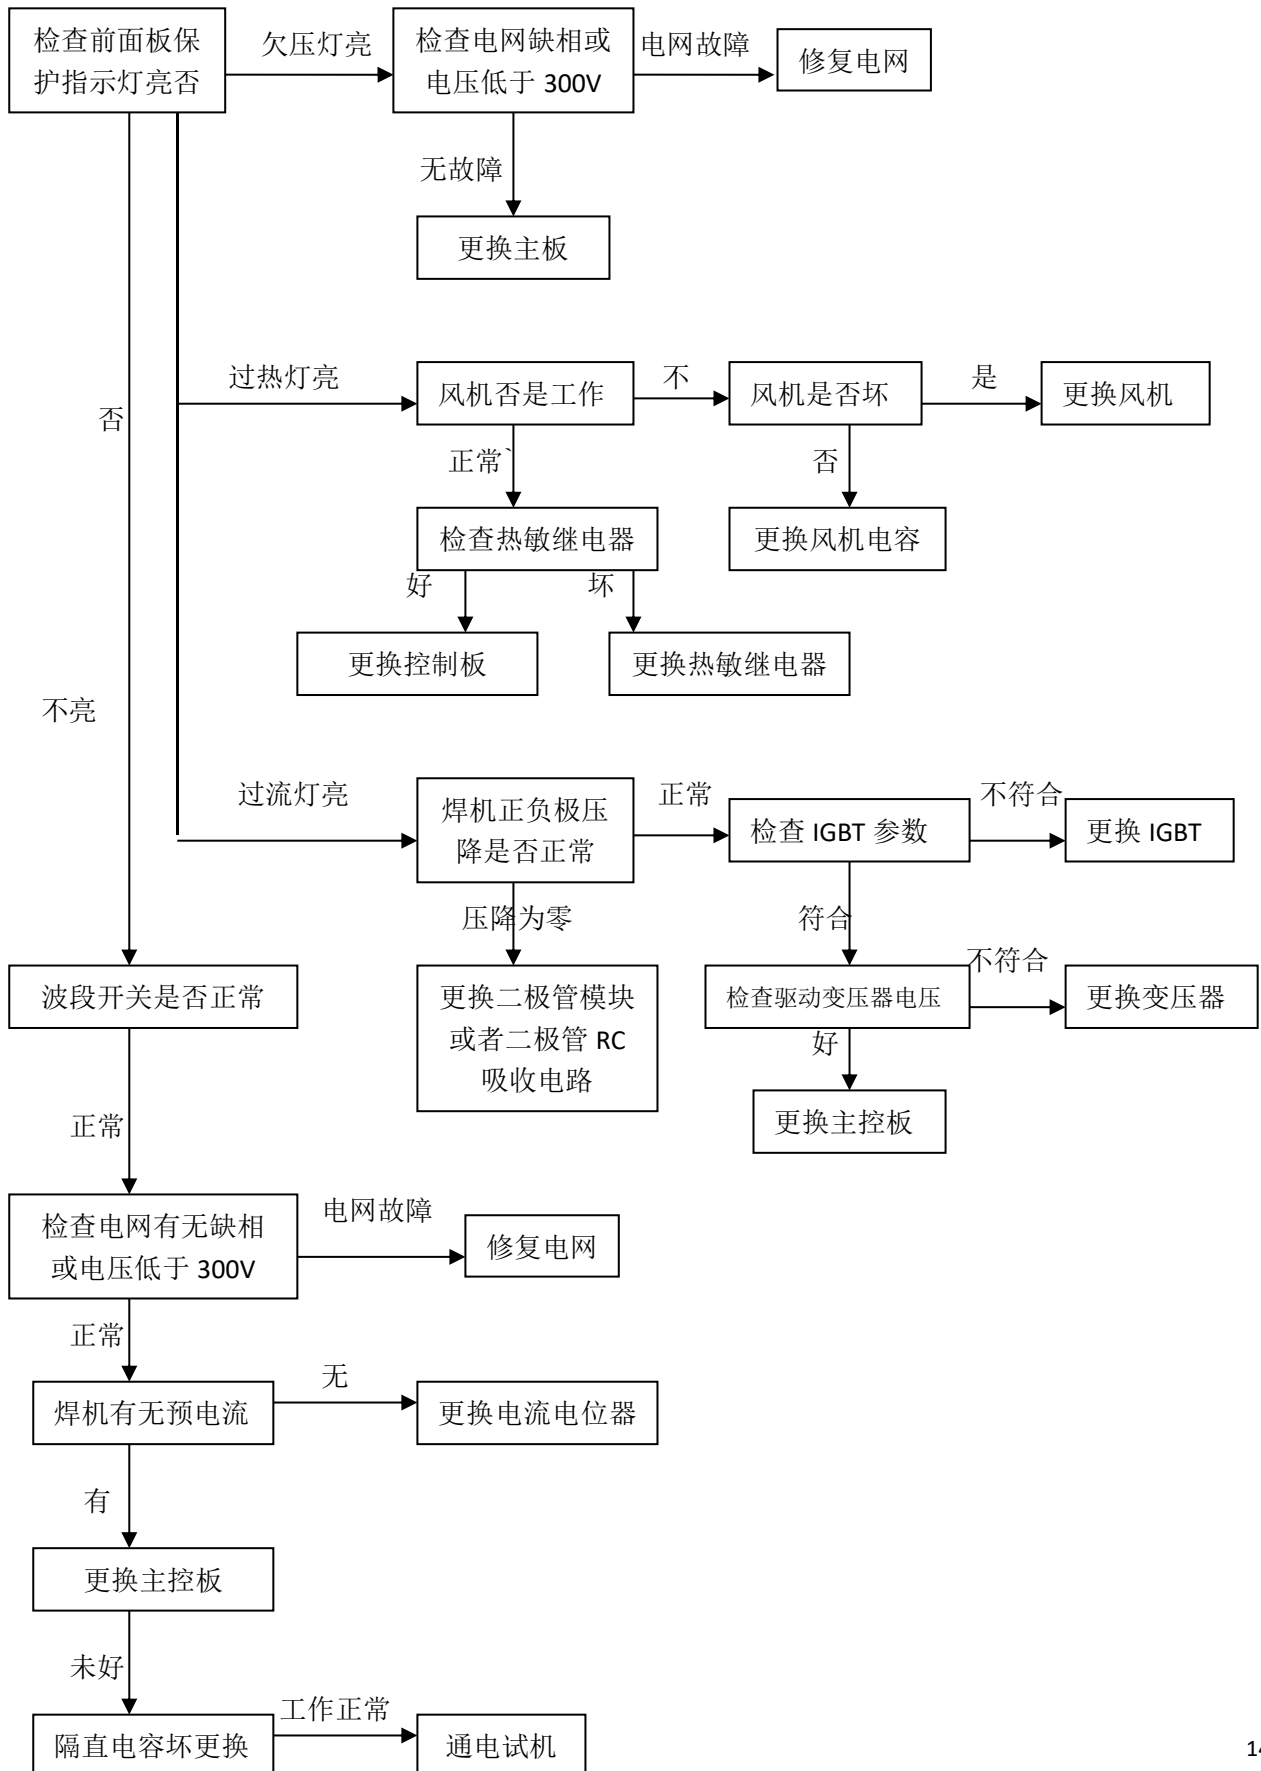 检查前面板保
护指示灯亮否
欠压灯亮
检查电网缺相或
电压低于 300V
电网故障
修复电网
无故障
更换主板
过热灯亮
风机否是工作
不
风机是否坏
是
更换风机
否
正常`
否
检查热敏继电器
更换风机电容
好
坏
更换控制板
更换热敏继电器
不亮
过流灯亮
焊机正负极压
降是否正常
正常
检查 IGBT 参数
不符合
更换 IGBT
压降为零
符合
波段开关是否正常
更换二极管模块
或者二极管 RC
吸收电路
检查驱动变压器电压
不符合
更换变压器
好
更换主控板
正常
检查电网有无缺相
或电压低于 300V
电网故障
修复电网
正常
焊机有无预电流
无
更换电流电位器
有
更换主控板
未好
隔直电容坏更换
工作正常
通电试机